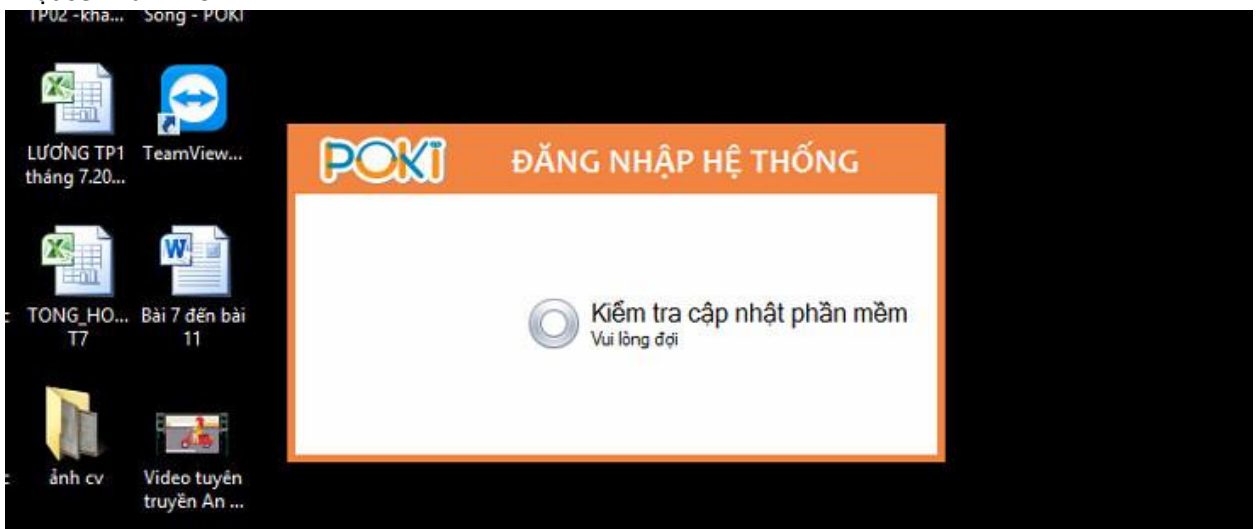 TP02 -kha...
Song - POKI
LƯƠNG TP1
tháng 7.20...
TeamView...
POKi
ĐĂNG NHẬP HỆ THỐNG
Kiểm tra cập nhật phần mềm
Vui lòng đợi
TONG_HO...
T7
Bài 7 đến bài
11
ảnh cv
Video tuyên
truyền An ...